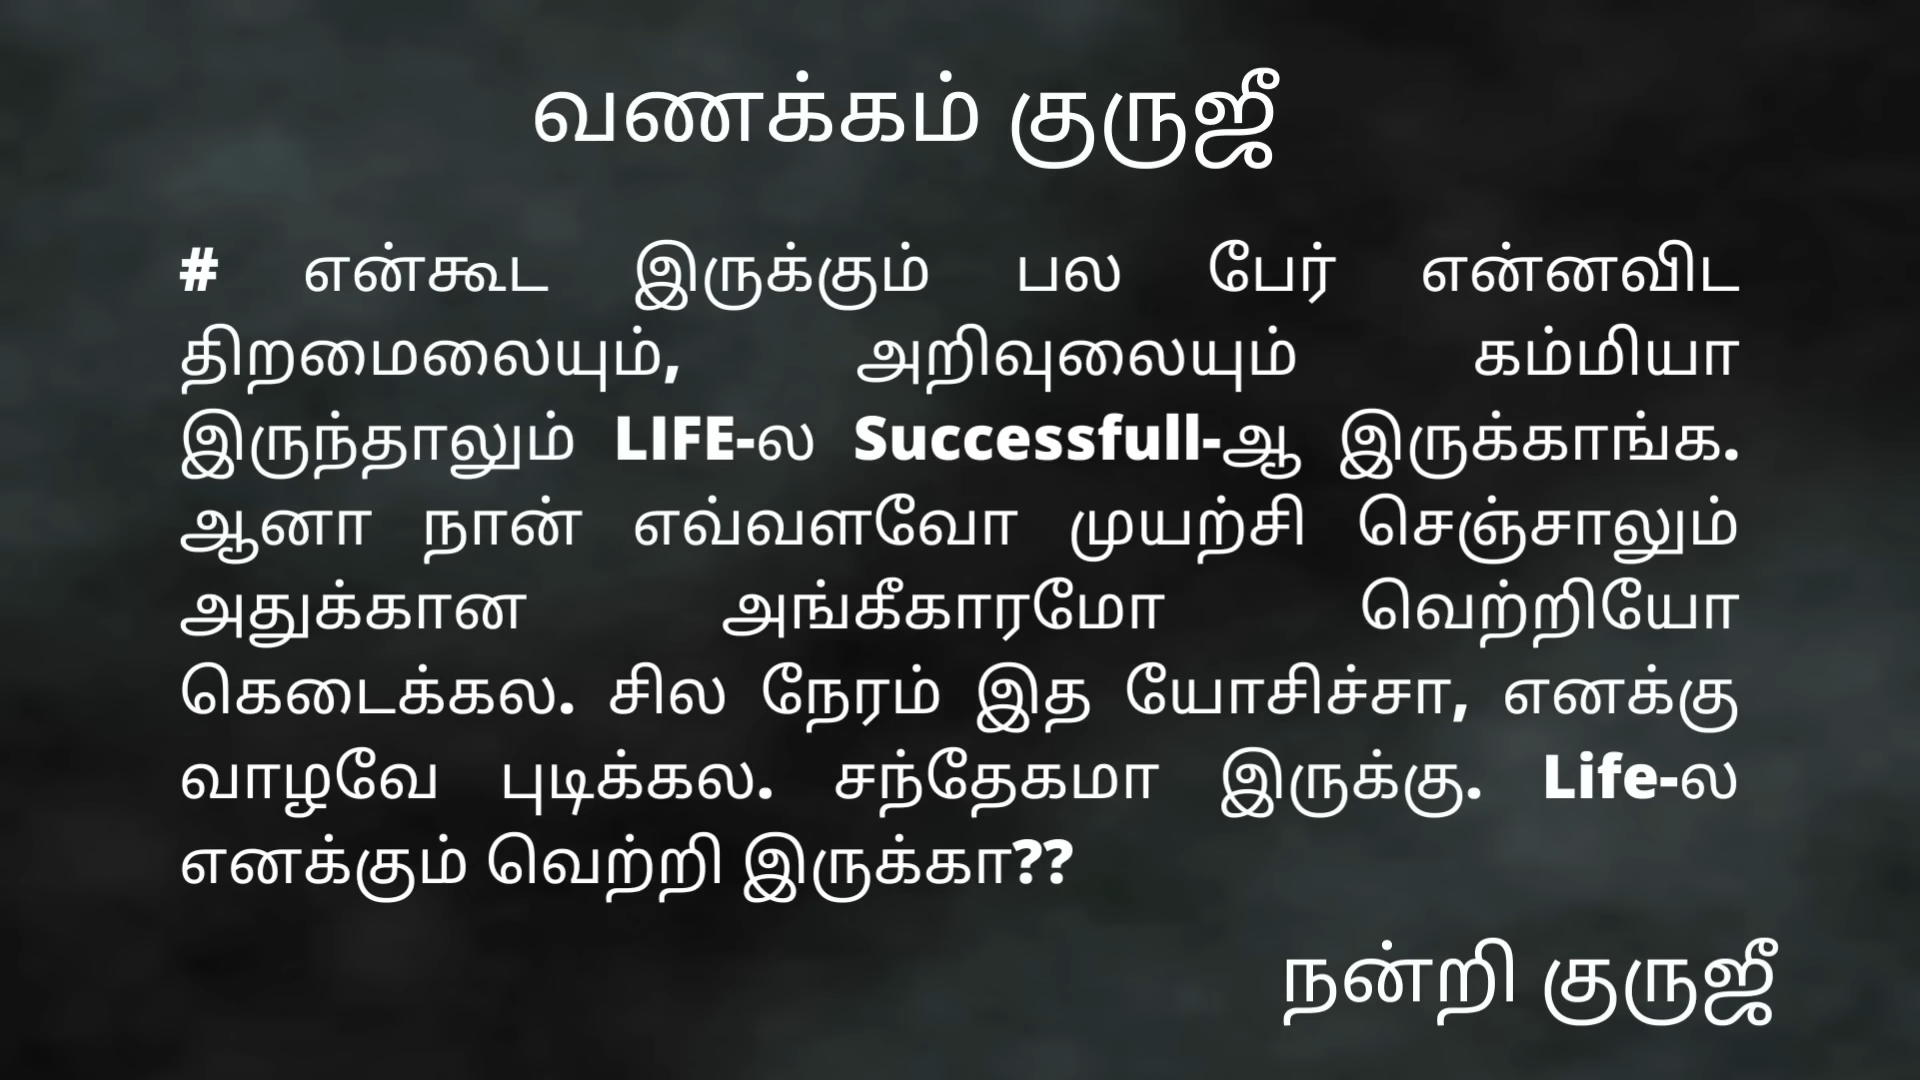 வணக்கம் குருஜீ
# என்கூட இருக்கும் பல பேர் என்னவிட
திறமைலையும், அறிவுலையும் கம்மியா
இருந்தாலும் LIFE-ல Successfull-ஆ இருக்காங்க.
ஆனா நான் எவ்வளவோ முயற்சி செஞ்சாலும்
அதுக்கான அங்கீகாரமோ வெற்றியோ
கெடைக்கல. சில நேரம் இத யோசிச்சா, எனக்கு
வாழவே புடிக்கல. சந்தேகமா இருக்கு. Life-ல
எனக்கும் வெற்றி இருக்கா??
நன்றி குருஜீ